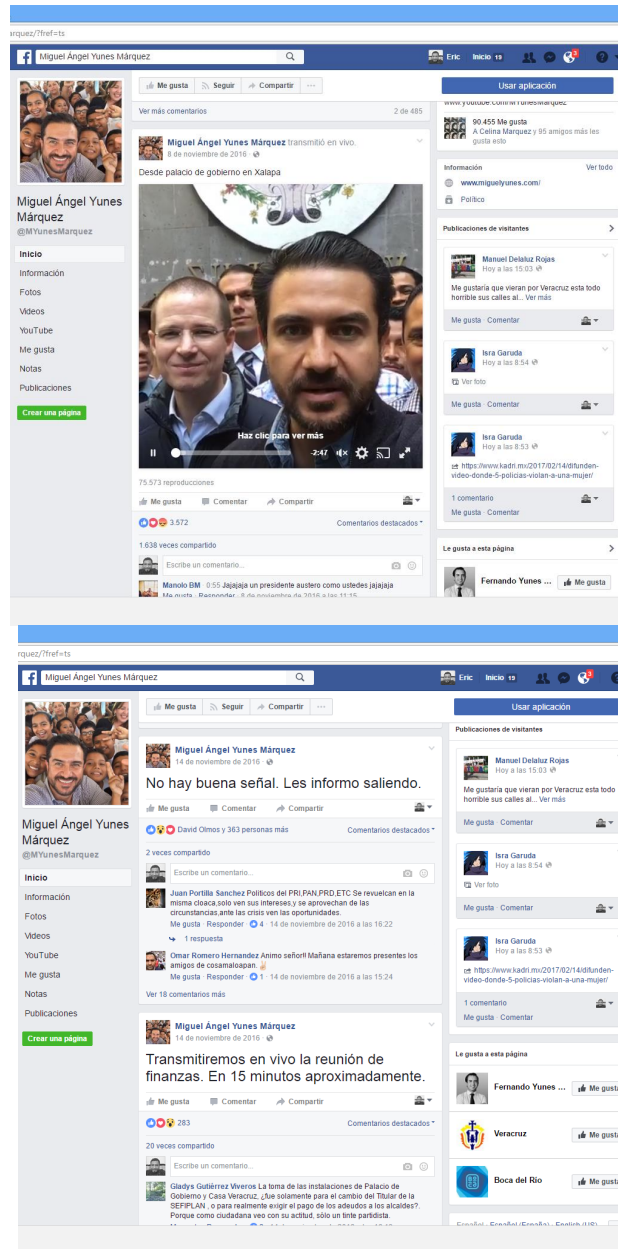 arquez/?fref=ts
Miguel Ángel Yunes Márquez
Eric Inicio 19 3
Me gusta Seguir Compartir ...
Usar aplicación
Miguel Ángel Yunes
Márquez
@MYunesMarquez
Inicio
Información
Fotos
Videos
YouTube
Me gusta
Notas
Publicaciones
Crear una página
Ver más comentarios 2 de 485
Miguel Ángel Yunes Márquez transmitió en vivo.
8 de noviembre de 2016
Desde palacio de gobierno en Xalapa
Haz clic para ver más
-2:47
75.573 reproducciones
Me gusta Comentar Compartir
3.572 Comentarios destacados
1.638 veces compartido
Escribe un comentario...
Manolo BM 0:55 Jajajaja un presidente austero como ustedes jajajaja
Me gusta · Responder · 8 de noviembre de 2016 a las 11:15
www.youtube.com/MYunesMarquez
90.455 Me gusta
A Celina Marquez y 95 amigos más les
gusta esto
Información Ver todo
www.miguelyunes.com/
Político
Publicaciones de visitantes
Manuel Delaluz Rojas
Hoy a las 15:03
Me gustaría que vieran por Veracruz esta todo
horrible sus calles al... Ver más
Me gusta · Comentar
Isra Garuda
Hoy a las 8:54
Ver foto
Me gusta · Comentar
Isra Garuda
Hoy a las 8:53
https://www.kadri.mx/2017/02/14/difunden-
video-donde-5-policias-violan-a-una-mujer/
1 comentario
Me gusta · Comentar
Le gusta a esta página
Fernando Yunes ... Me gusta
rquez/?fref=ts
Miguel Ángel Yunes Márquez
Eric Inicio 19 3
Me gusta Seguir Compartir ...
Usar aplicación
Miguel Ángel Yunes
Márquez
@MYunesMarquez
Inicio
Información
Fotos
Videos
YouTube
Me gusta
Notas
Publicaciones
Crear una página
Miguel Ángel Yunes Márquez
14 de noviembre de 2016
No hay buena señal. Les informo saliendo.
Me gusta Comentar Compartir
David Olmos y 363 personas más Comentarios destacados
2 veces compartido
Escribe un comentario...
Juan Portilla Sanchez Politicos del PRI,PAN,PRD,ETC Se revuelcan en la
misma cloaca,solo ven sus intereses,y se aprovechan de las
circunstancias,ante las crisis ven las oportunidades.
Me gusta · Responder · 4 · 14 de noviembre de 2016 a las 16:22
1 respuesta
Omar Romero Hernandez Animo señor!! Mañana estaremos presentes los
amigos de cosamaloapan.
Me gusta · Responder · 1 · 14 de noviembre de 2016 a las 15:24
Ver 18 comentarios más
Miguel Ángel Yunes Márquez
14 de noviembre de 2016
Transmitiremos en vivo la reunión de
finanzas. En 15 minutos aproximadamente.
Me gusta Comentar Compartir
283 Comentarios destacados
20 veces compartido
Escribe un comentario...
Gladys Gutièrrez Viveros La toma de las instalaciones de Palacio de
Gobierno y Casa Veracruz, ¿fue solamente para el cambio del Titular de la
SEFIPLAN , o para realmente exigir el pago de los adeudos a los alcaldes?.
Porque como ciudadana veo con su actitud, sólo un tinte partidista.
Publicaciones de visitantes
Manuel Delaluz Rojas
Hoy a las 15:03
Me gustaría que vieran por Veracruz esta todo
horrible sus calles al... Ver más
Me gusta · Comentar
Isra Garuda
Hoy a las 8:54
Ver foto
Me gusta · Comentar
Isra Garuda
Hoy a las 8:53
https://www.kadri.mx/2017/02/14/difunden-
video-donde-5-policias-violan-a-una-mujer/
1 comentario
Me gusta · Comentar
Le gusta a esta página
Fernando Yunes ... Me gusta
Veracruz Me gusta
Boca del Río Me gusta
Español · Español (España) · English (US)